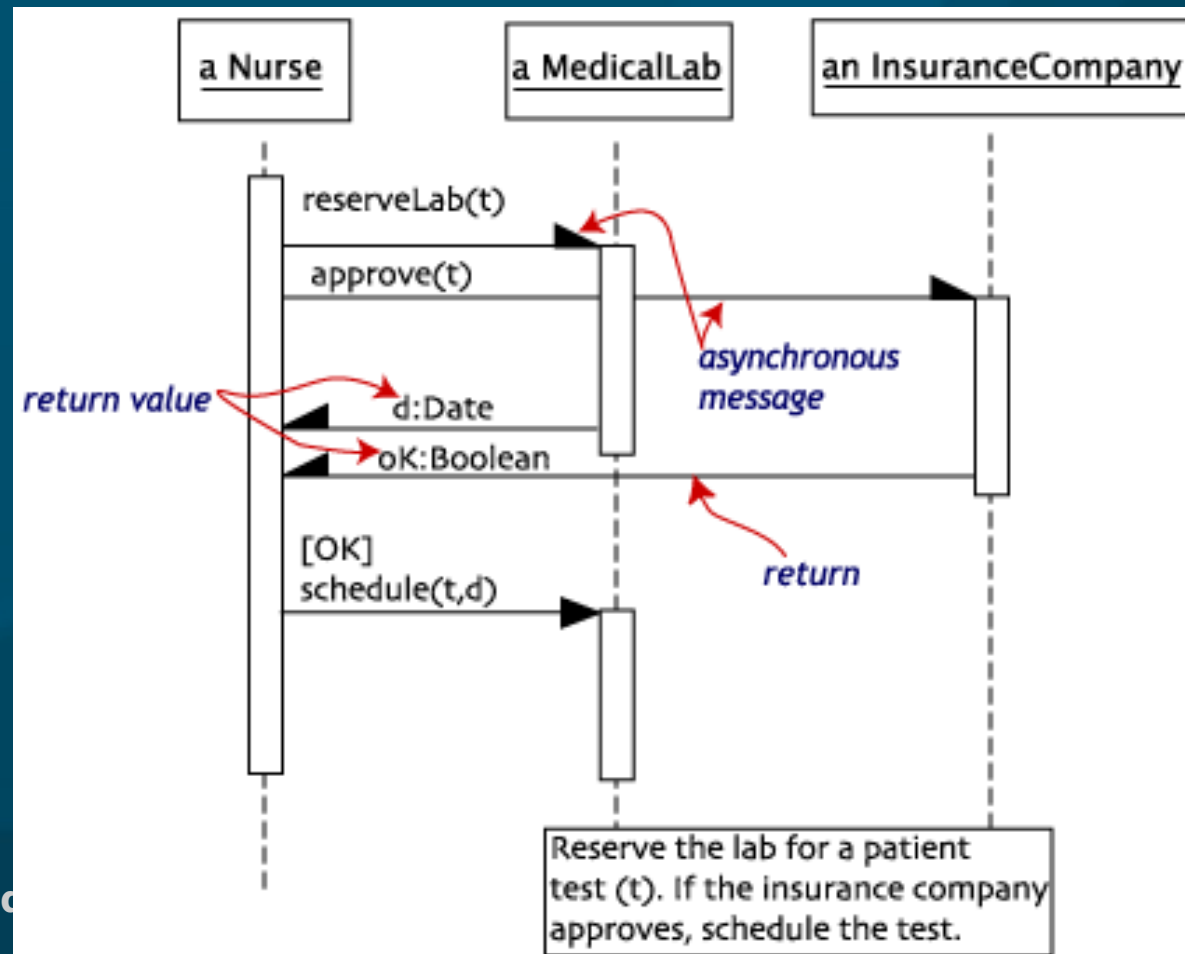 a Nurse
a MedicalLab
an InsuranceCompany
reserveLab(t)
approve(t)
asynchronous
message
return value
d:Date
oK:Boolean
[OK]
schedule(t,d)
return
Reserve the lab for a patient
test (t). If the insurance company
approves, schedule the test.